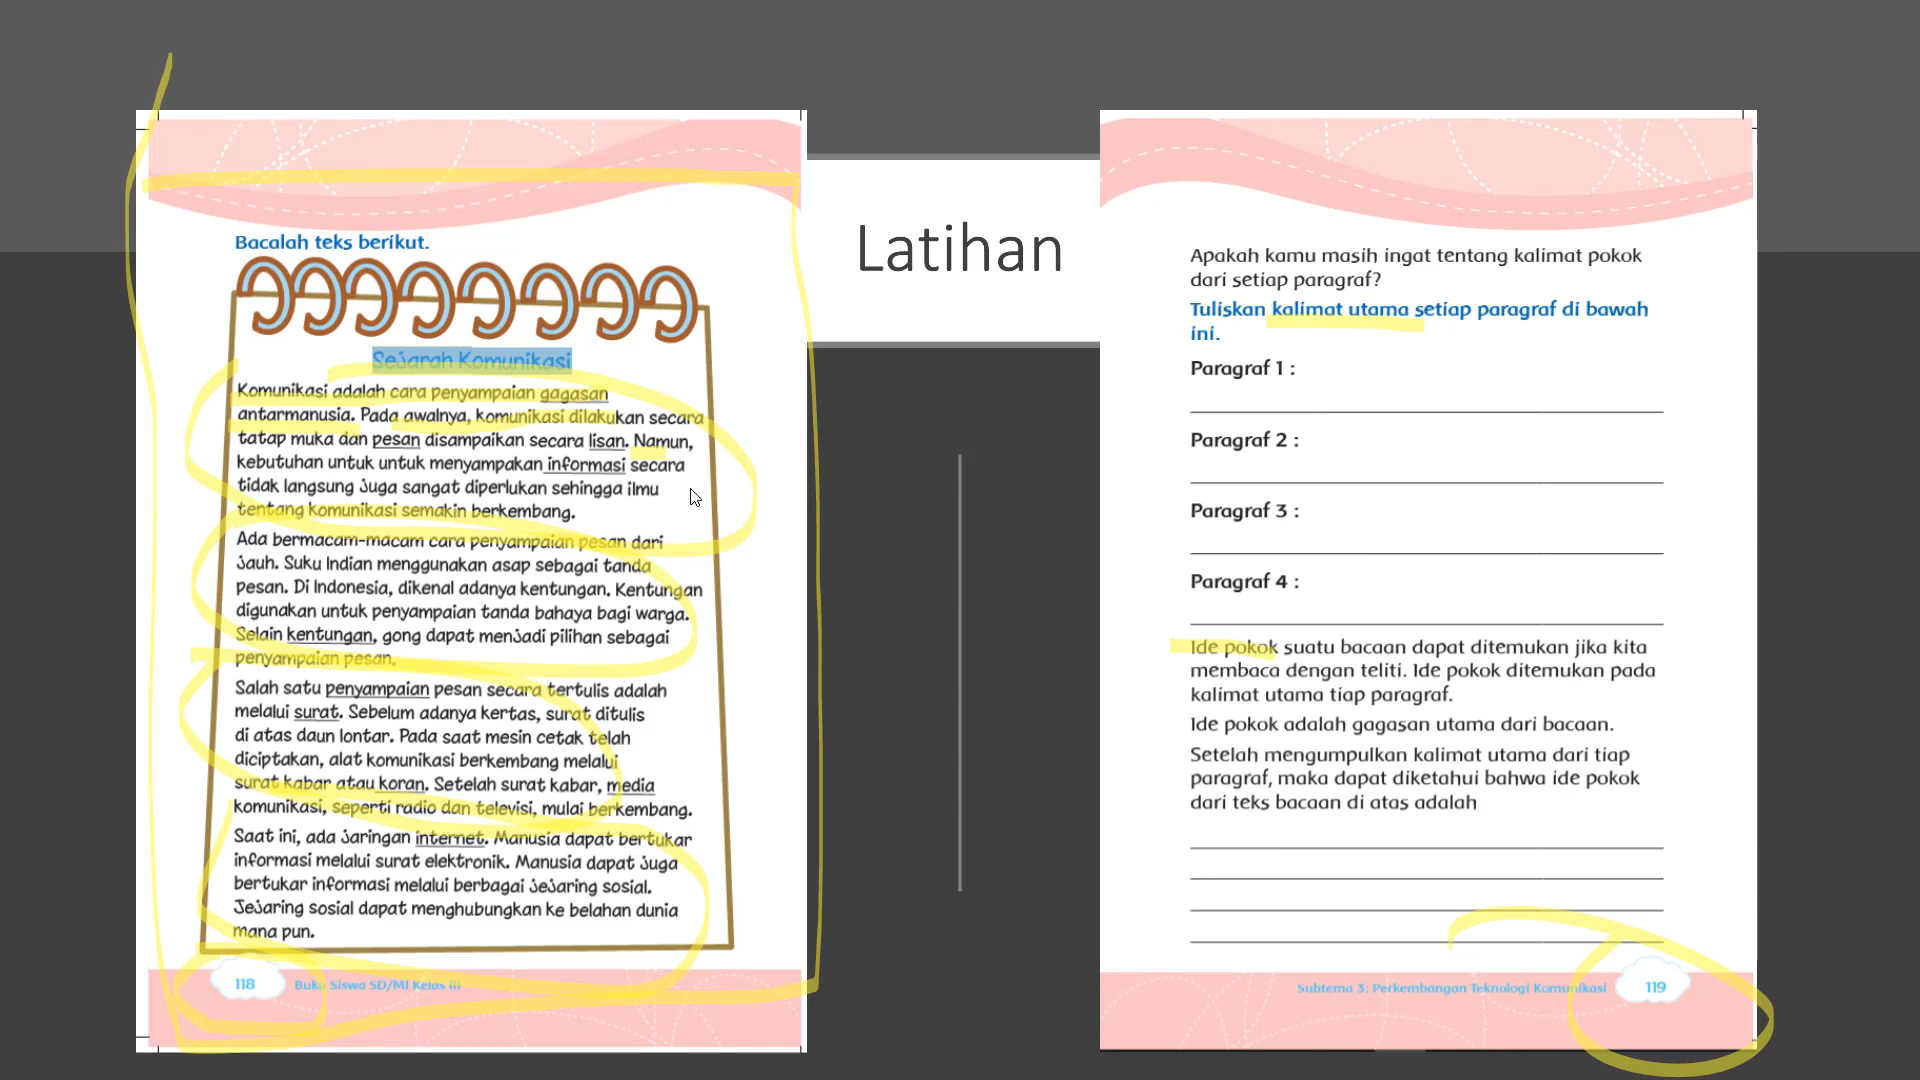 Bacalah teks berikut.
Sejarah Komunikasi
Komunikasi adalah cara penyampaian gagasan
antarmanusia. Pada awalnya, komunikasi dilakukan secara
tatap muka dan pesan disampaikan secara lisan. Namun,
kebutuhan untuk untuk menyampakan informasi secara
tidak langsung juga sangat diperlukan sehingga ilmu
tentang komunikasi semakin berkembang.
Ada bermacam-macam cara penyampaian pesan dari
jauh. Suku Indian menggunakan asap sebagai tanda
pesan. Di Indonesia, dikenal adanya kentungan. Kentungan
digunakan untuk penyampaian tanda bahaya bagi warga.
Selain kentungan, gong dapat menjadi pilihan sebagai
penyampaian pesan.
Salah satu penyampaian pesan secara tertulis adalah
melalui surat. Sebelum adanya kertas, surat ditulis
di atas daun lontar. Pada saat mesin cetak telah
diciptakan, alat komunikasi berkembang melalui
surat kabar atau koran. Setelah surat kabar, media
komunikasi, seperti radio dan televisi, mulai berkembang.
Saat ini, ada jaringan internet. Manusia dapat bertukar
informasi melalui surat elektronik. Manusia dapat juga
bertukar informasi melalui berbagai jejaring sosial.
Jejaring sosial dapat menghubungkan ke belahan dunia
mana pun.
118 Buku Siswa SD/MI Kelas III
Latihan
Apakah kamu masih ingat tentang kalimat pokok
dari setiap paragraf?
Tuliskan kalimat utama setiap paragraf di bawah
ini.
Paragraf 1 :
Paragraf 2 :
Paragraf 3 :
Paragraf 4 :
Ide pokok suatu bacaan dapat ditemukan jika kita
membaca dengan teliti. Ide pokok ditemukan pada
kalimat utama tiap paragraf.
Ide pokok adalah gagasan utama dari bacaan.
Setelah mengumpulkan kalimat utama dari tiap
paragraf, maka dapat diketahui bahwa ide pokok
dari teks bacaan di atas adalah
Subtema 3: Perkembangan Teknologi Komunikasi 119